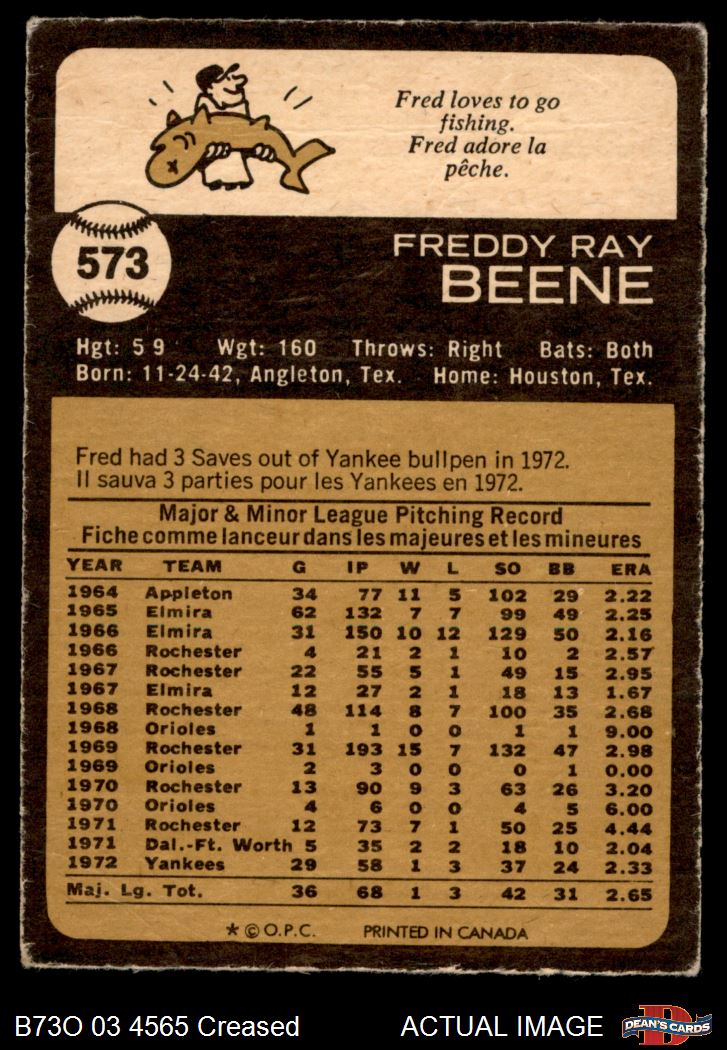 Fred loves to go
fishing.
Fred adore la
pêche.
573
FREDDY RAY
BEENE
Hgt: 5 9 Wgt: 160 Throws: Right Bats: Both
Born: 11-24-42, Angleton, Tex. Home: Houston, Tex.
Fred had 3 Saves out of Yankee bullpen in 1972.
Il sauva 3 parties pour les Yankees en 1972.
Major & Minor League Pitching Record
Fiche comme lanceur dans les majeures et les mineures
YEAR TEAM G IP W L SO BB ERA
1964 Appleton 34 77 11 5 102 29 2.22
1965 Elmira 62 132 7 7 99 49 2.25
1966 Elmira 31 150 10 12 129 50 2.16
1966 Rochester 4 21 2 1 10 2 2.57
1967 Rochester 22 55 5 1 49 15 2.95
1967 Elmira 12 27 2 1 18 13 1.67
1968 Rochester 48 114 8 7 100 35 2.68
1968 Orioles 1 1 0 0 1 1 9.00
1969 Rochester 31 193 15 7 132 47 2.98
1969 Orioles 2 3 0 0 0 1 0.00
1970 Rochester 13 90 9 3 63 26 3.20
1970 Orioles 4 6 0 0 4 5 6.00
1971 Rochester 12 73 7 1 50 25 4.44
1971 Dal.-Ft. Worth 5 35 2 2 18 10 2.04
1972 Yankees 29 58 1 3 37 24 2.33
Maj. Lg. Tot. 36 68 1 3 42 31 2.65
* © O.P.C. PRINTED IN CANADA
B73O 03 4565 Creased ACTUAL IMAGE D DEAN'S CARDS